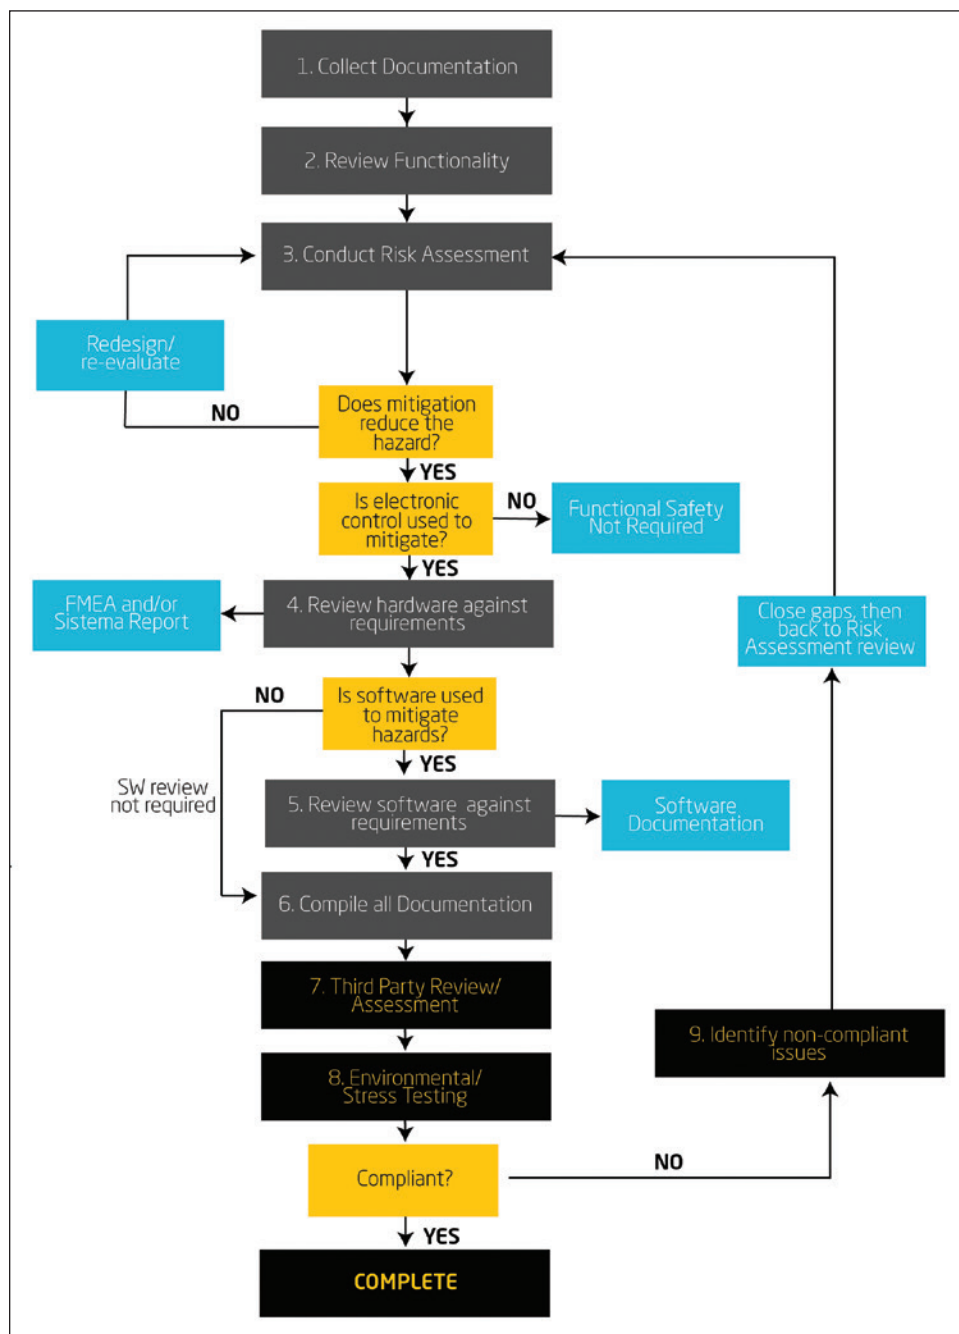 1. Collect Documentation
2. Review Functionality
3. Conduct Risk Assessment
Redesign/
re-evaluate
NO
Does mitigation
reduce the
hazard?
YES
Is electronic
control used to
mitigate?
NO
Functional Safety
Not Required
YES
FMEA and/or
Sistema Report
4. Review hardware against
requirements
Close gaps, then
back to Risk
Assessment review
NO
Is software used
to mitigate
hazards?
YES
SW review
not required
5. Review software against
requirements
Software
Documentation
YES
6. Compile all Documentation
7. Third Party Review/
Assessment
9. Identify non-compliant
issues
8. Environmental/
Stress Testing
Compliant?
NO
YES
COMPLETE